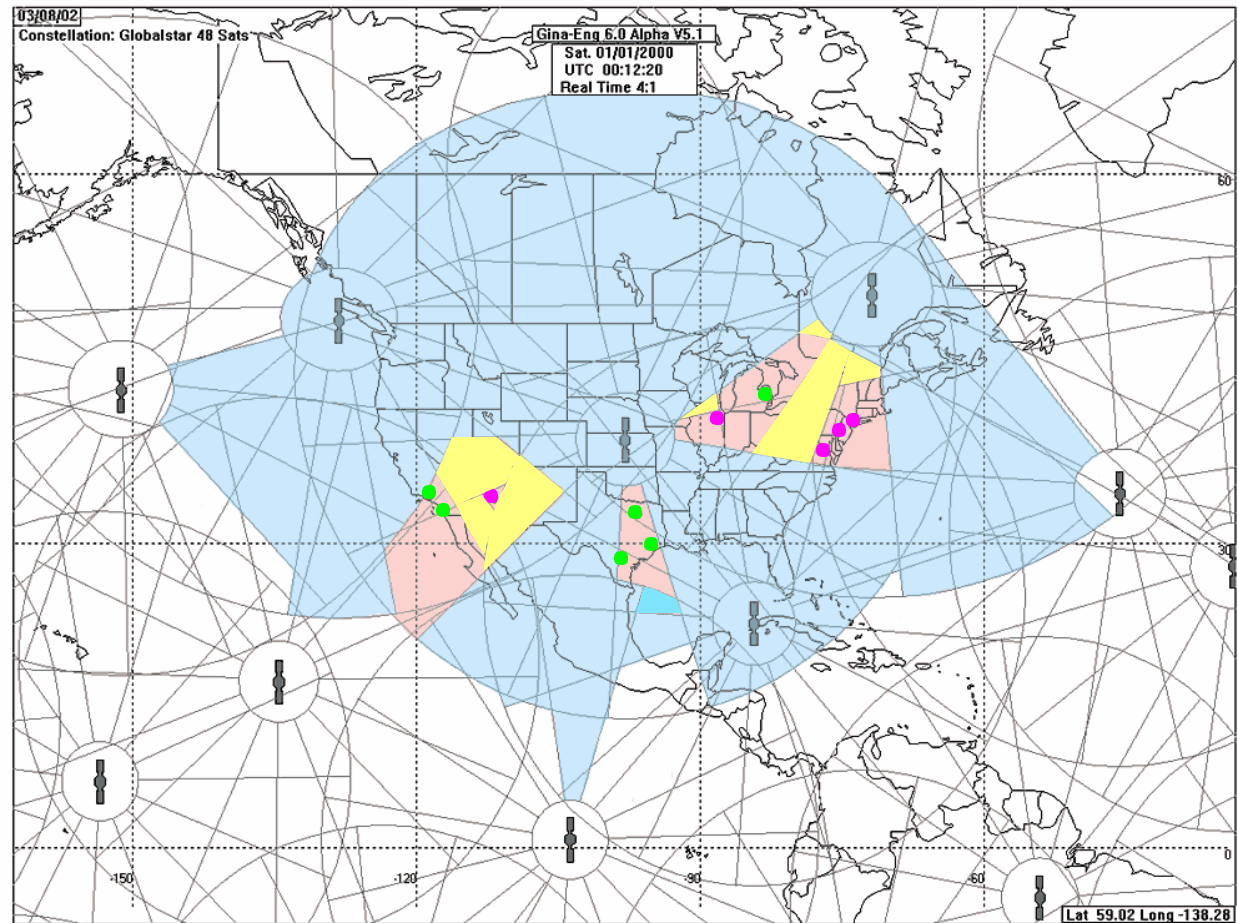 03/08/02
Constellation: Globalstar 48 Sats
Gina-Enq 6.0 Alpha V5.1
Sat. 01/01/2000
UTC 00:12:20
Real Time 4:1
60
30
0
-150
-120
-90
-60
Lat 59.02 Long -138.28